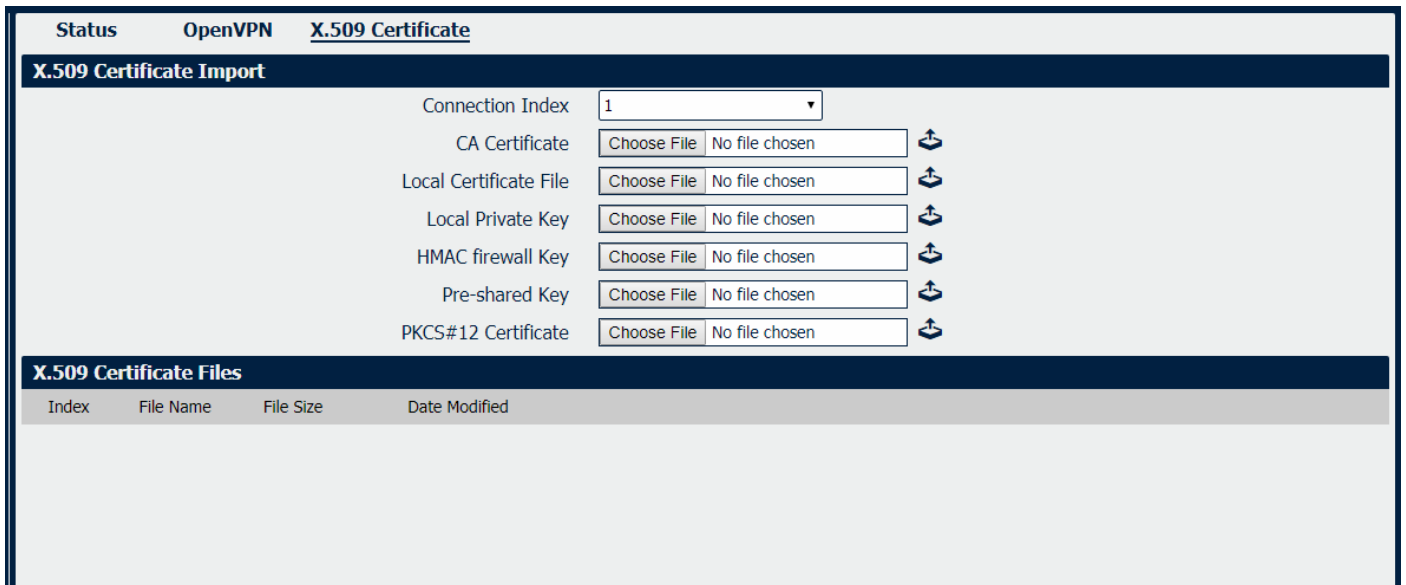 Status OpenVPN X.509 Certificate
X.509 Certificate Import
Connection Index 1
CA Certificate Choose File No file chosen
Local Certificate File Choose File No file chosen
Local Private Key Choose File No file chosen
HMAC firewall Key Choose File No file chosen
Pre-shared Key Choose File No file chosen
PKCS#12 Certificate Choose File No file chosen
X.509 Certificate Files
Index File Name File Size Date Modified